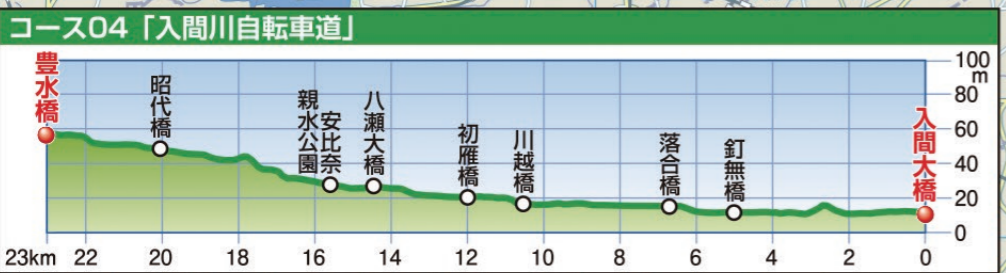 コース04「入間川自転車道」
豊水橋
昭代橋
安比奈
親水公園
八瀬大橋
初雁橋
川越橋
落合橋
釘無橋
入間大橋
100
m
80
60
40
20
0
23km 22 20 18 16 14 12 10 8 6 4 2 0